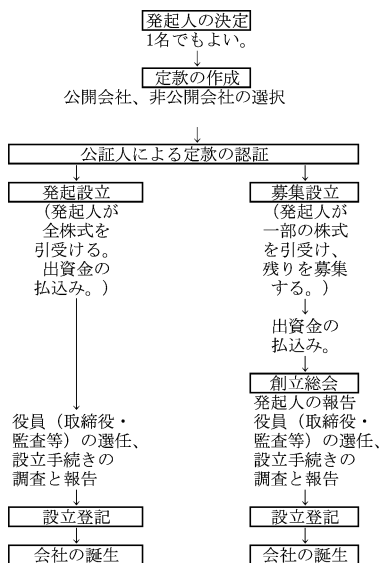 発起人の決定
1名でもよい。
↓
定款の作成
公開会社、非公開会社の選択
↓
公証人による定款の認証
↓
発起設立
（発起人が
全株式を
引受ける。
出資金の
払込み。）
↓
役員（取締役・
監査等）の選任、
設立手続きの
調査と報告
↓
設立登記
↓
会社の誕生
↓
募集設立
（発起人が
一部の株式
を引受け、
残りを募集
する。）
↓
出資金の
払込み。
↓
創立総会
発起人の報告
役員（取締役・
監査等）の選任、
設立手続きの
調査と報告
↓
設立登記
↓
会社の誕生